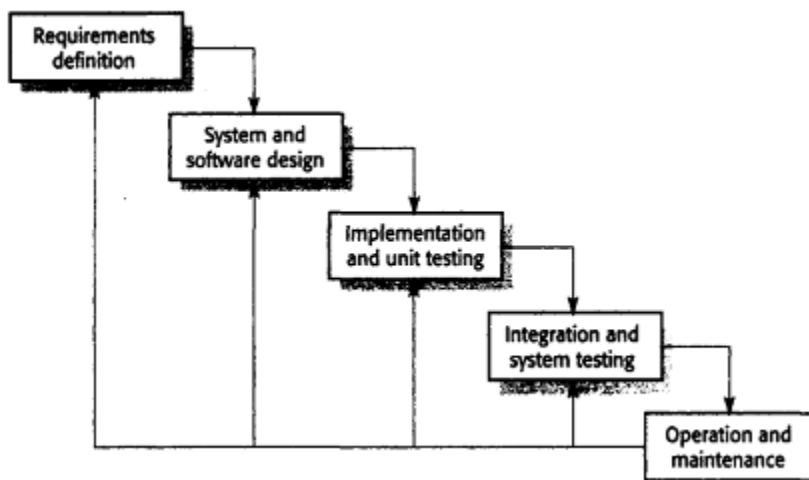 Requirements
definition
System and
software design
Implementation
and unit testing
Integration and
system testing
Operation and
maintenance